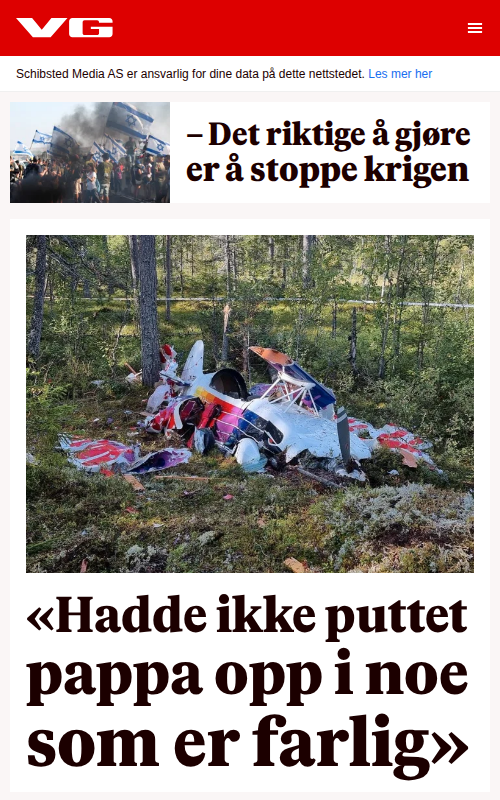 VG
Schibsted Media AS er ansvarlig for dine data på dette nettstedet. Les mer her
– Det riktige å gjøre
er å stoppe krigen
«Hadde ikke puttet
pappa opp i noe
som er farlig»